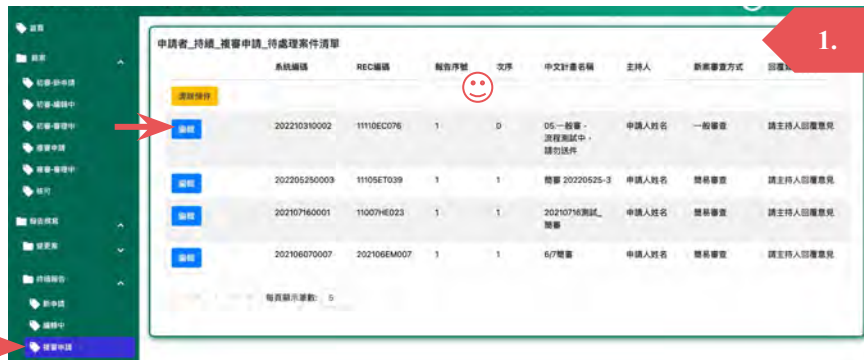 首頁
新案
初審-新申請
初審-編輯中
初審-審理中
複審申請
複審-審理中
核可
報告檔案
變更案
持續報告
新申請
編輯中
複審申請
1.
申請者_持續_複審申請_待處理案件清單
系統編碼 REC編碼 報告序號 次序 中文計畫名稱 主持人 新案審查方式
清除條件
編輯 202210310002 11110EC076 1 0 05.一般審- 流程測試中, 請勿送件 申請人姓名 一般審查 請主持人回覆意見
編輯 202205250003 11105ET039 1 1 簡審 20220525-3 申請人姓名 簡易審查 請主持人回覆意見
編輯 202107160001 11007HE023 1 1 20210716測試_ 簡審 申請人姓名 簡易審查 請主持人回覆意見
編輯 202106070007 202106EM007 1 1 6/7簡審 申請人姓名 簡易審查 請主持人回覆意見
每頁顯示筆數: 5